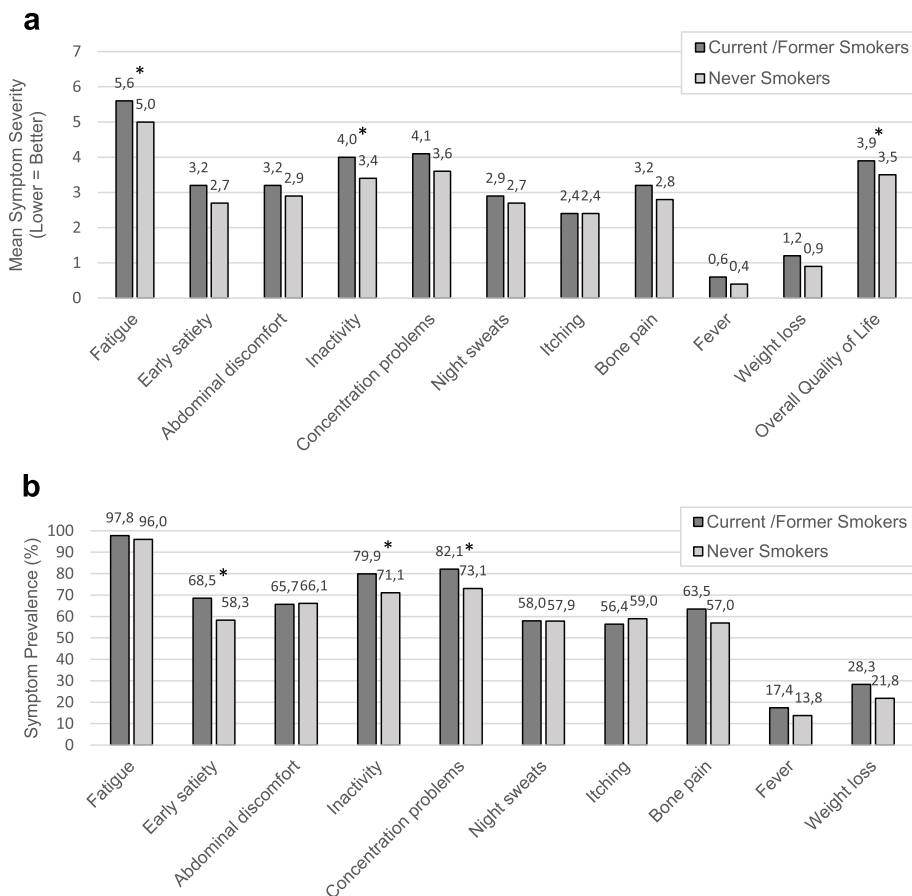 a
Current /Former Smokers
Never Smokers
Mean Symptom Severity
(Lower = Better)
7
6
5
4
3
2
1
0
5,6 * 5,0
3,2 2,7
3,2 2,9
4,0 * 3,4
4,1 3,6
2,9 2,7
2,4 2,4
3,2 2,8
0,6 0,4
1,2 0,9
3,9 * 3,5
Fatigue
Early satiety
Abdominal discomfort
Inactivity
Concentration problems
Night sweats
Itching
Bone pain
Fever
Weight loss
Overall Quality of Life
b
Current /Former Smokers
Never Smokers
Symptom Prevalence (%)
100
90
80
70
60
50
40
30
20
10
0
97,8 96,0
68,5 * 58,3
65,7 66,1
79,9 * 71,1
82,1 * 73,1
58,0 57,9
56,4 59,0
63,5 57,0
17,4 13,8
28,3 21,8
Fatigue
Early satiety
Abdominal discomfort
Inactivity
Concentration problems
Night sweats
Itching
Bone pain
Fever
Weight loss